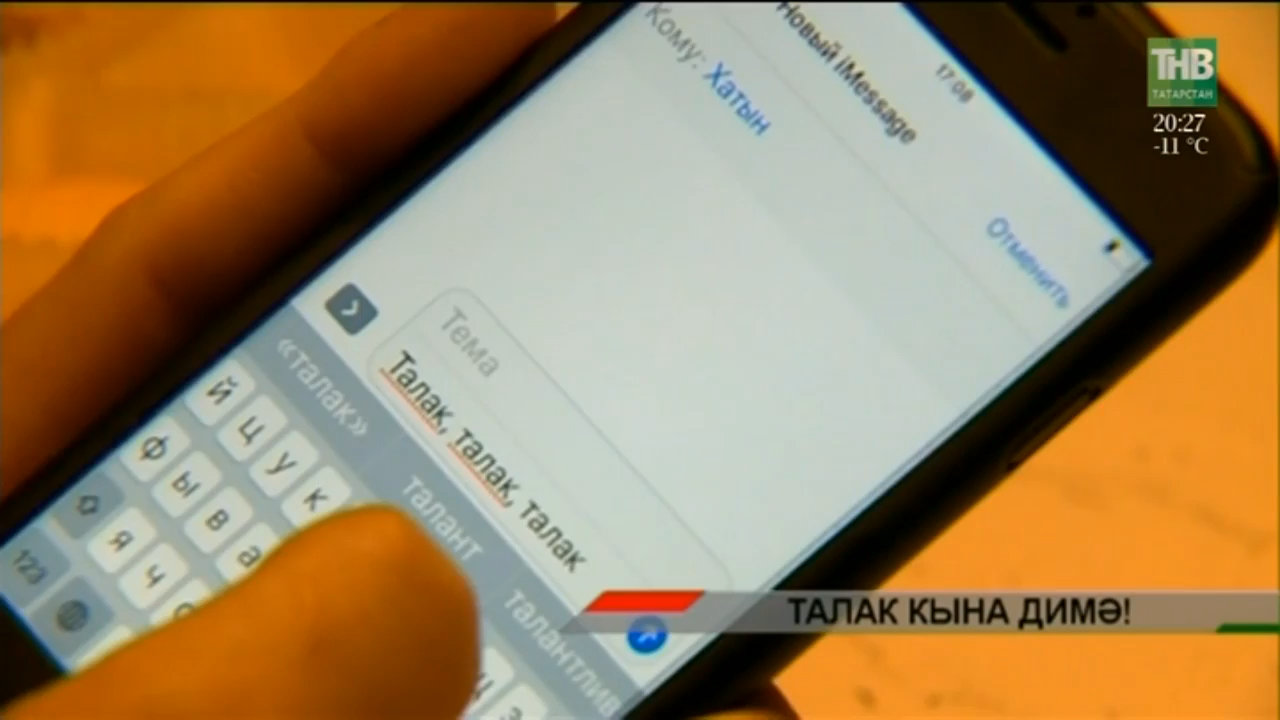 ТНВ
ТАТАРСТАН
20:27
-11 °C
17:08
Новый iMessage
Кому: Хатын
Отменить
Тема
Талак, талак, талак
«талак»
талант
талантлив
й ц у к
ф ы в а
я ч с
123
ТАЛАК КЫНА ДИМӘ!